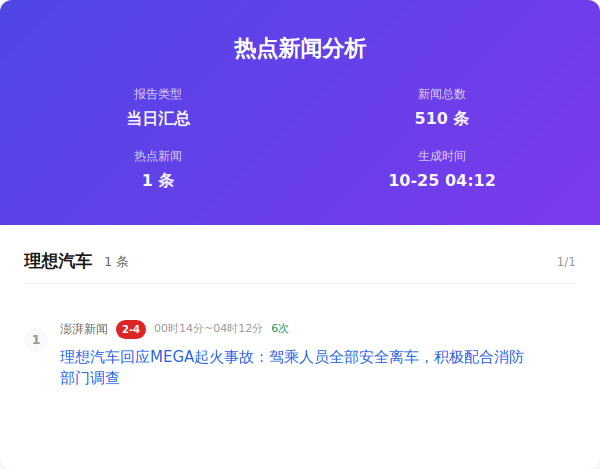 热点新闻分析
报告类型
当日汇总
新闻总数
510 条
热点新闻
1 条
生成时间
10-25 04:12
理想汽车 1 条 1/1
1
澎湃新闻 2-4 00时14分~04时12分 6次
理想汽车回应MEGA起火事故：驾乘人员全部安全离车，积极配合消防
部门调查